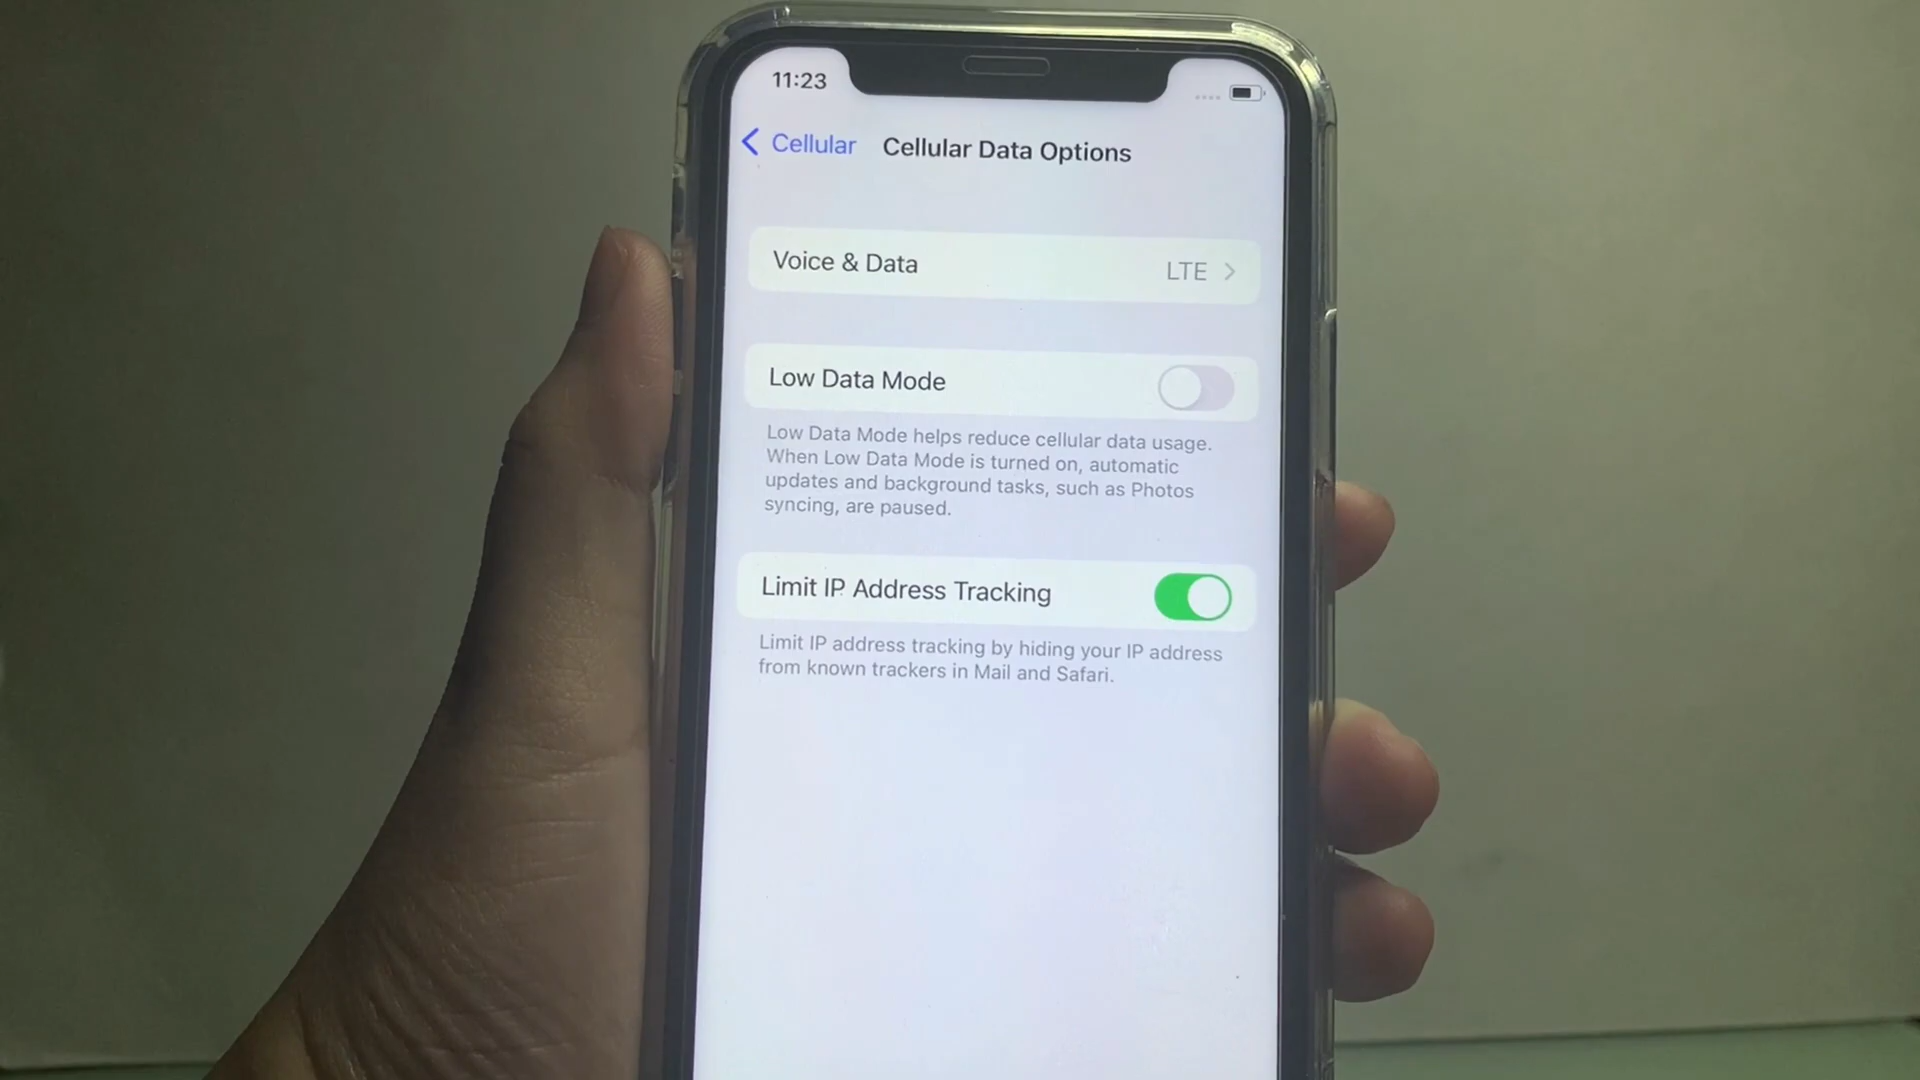 11:23
Cellular Cellular Data Options
Voice & Data LTE
Low Data Mode
Low Data Mode helps reduce cellular data usage.
When Low Data Mode is turned on, automatic
updates and background tasks, such as Photos
syncing, are paused.
Limit IP Address Tracking
Limit IP address tracking by hiding your IP address
from known trackers in Mail and Safari.